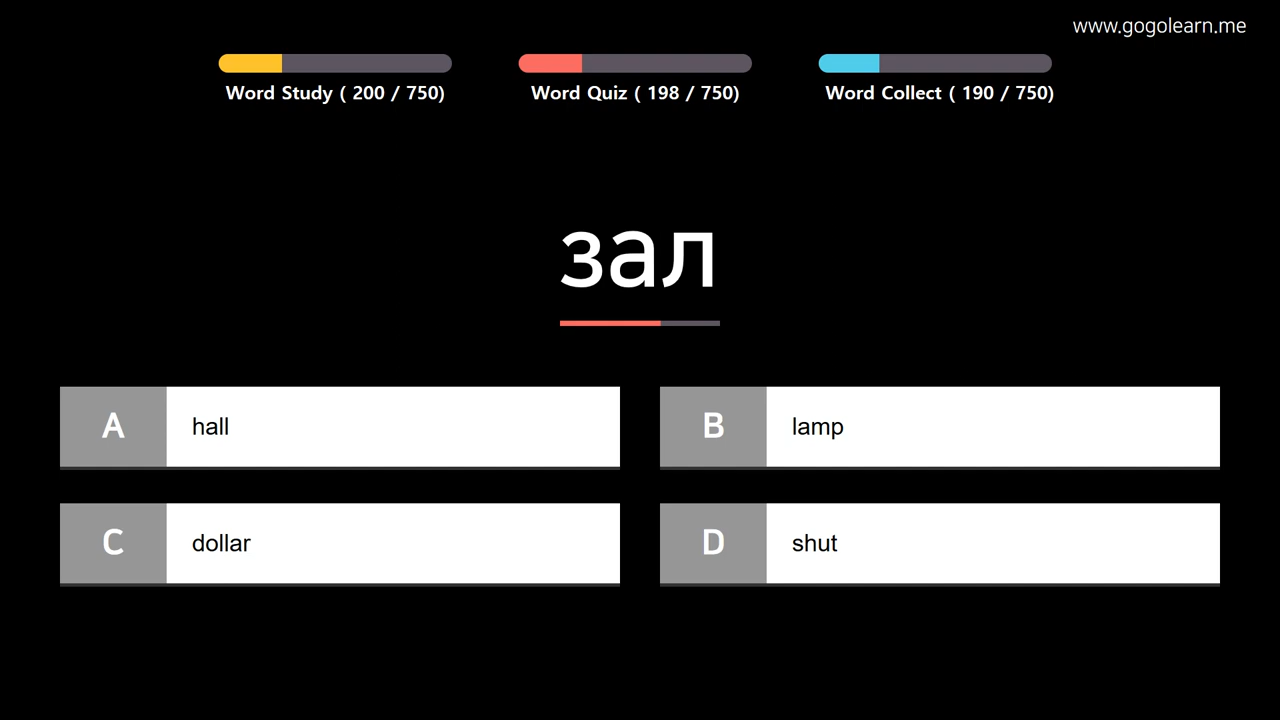 www.gogolearn.me
Word Study ( 200 / 750)
Word Quiz ( 198 / 750)
Word Collect ( 190 / 750)
зал
A hall
B lamp
C dollar
D shut